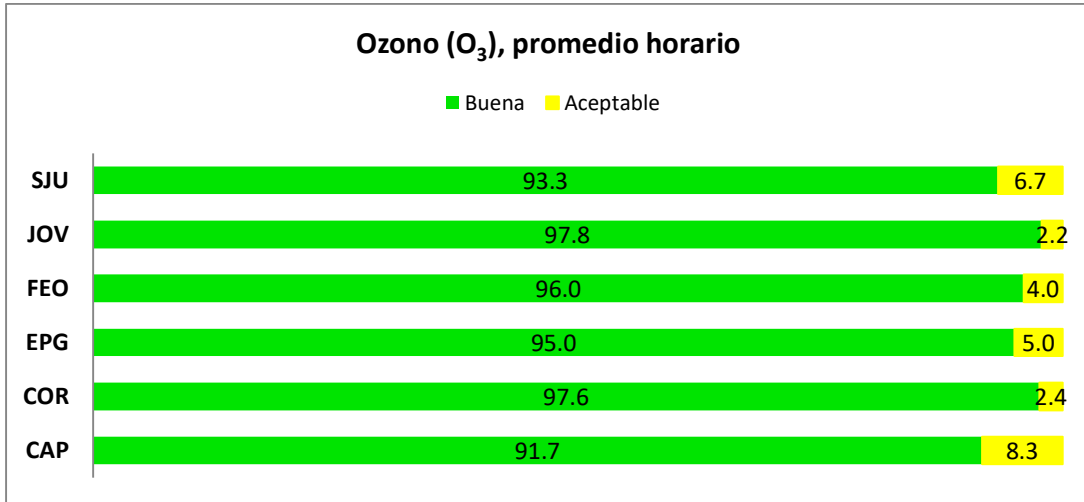 Ozono (O₃), promedio horario
Buena Aceptable
SJU 93.3 6.7
JOV 97.8 2.2
FEO 96.0 4.0
EPG 95.0 5.0
COR 97.6 2.4
CAP 91.7 8.3